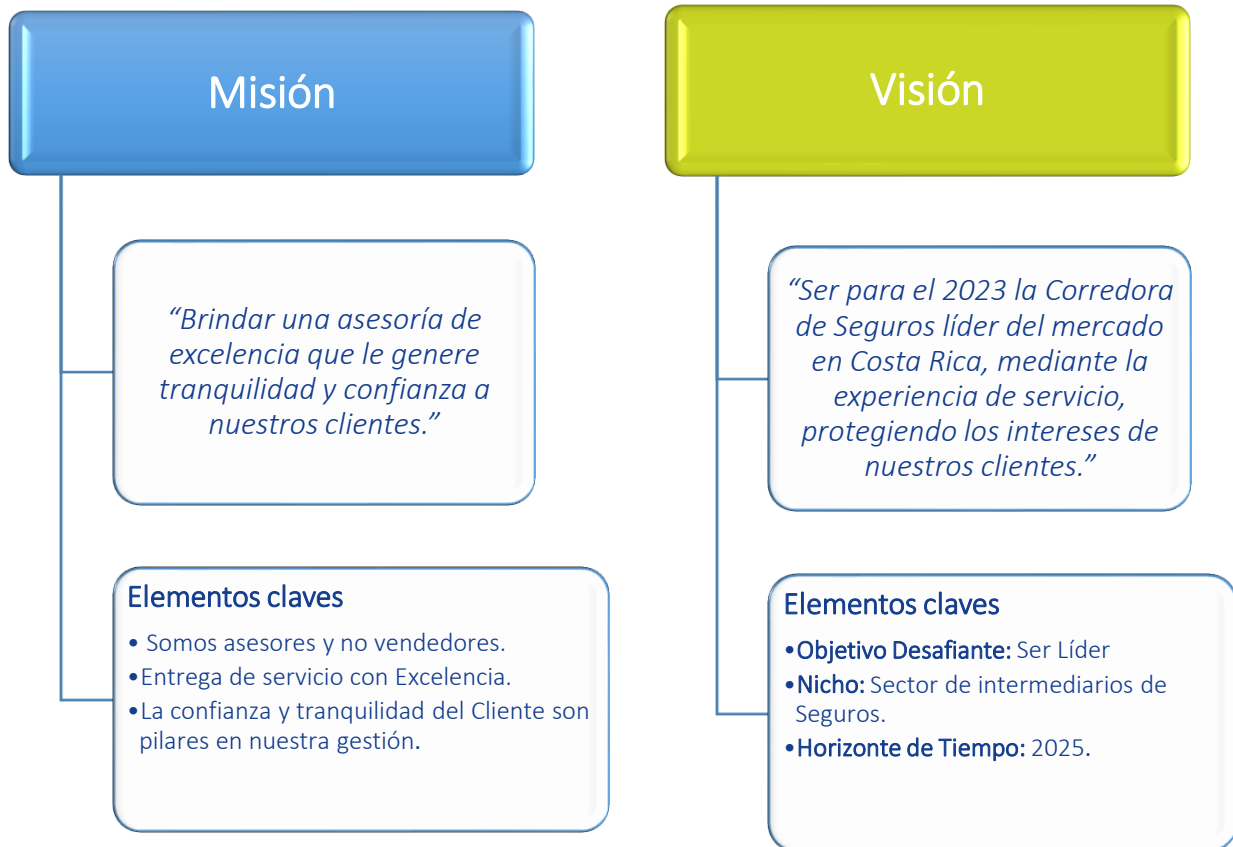 Misión
“Brindar una asesoría de
excelencia que le genere
tranquilidad y confianza a
nuestros clientes.”
Elementos claves
• Somos asesores y no vendedores.
•Entrega de servicio con Excelencia.
•La confianza y tranquilidad del Cliente son
pilares en nuestra gestión.
Visión
“Ser para el 2023 la Corredora
de Seguros líder del mercado
en Costa Rica, mediante la
experiencia de servicio,
protegiendo los intereses de
nuestros clientes.”
Elementos claves
•Objetivo Desafiante: Ser Líder
•Nicho: Sector de intermediarios de
Seguros.
•Horizonte de Tiempo: 2025.